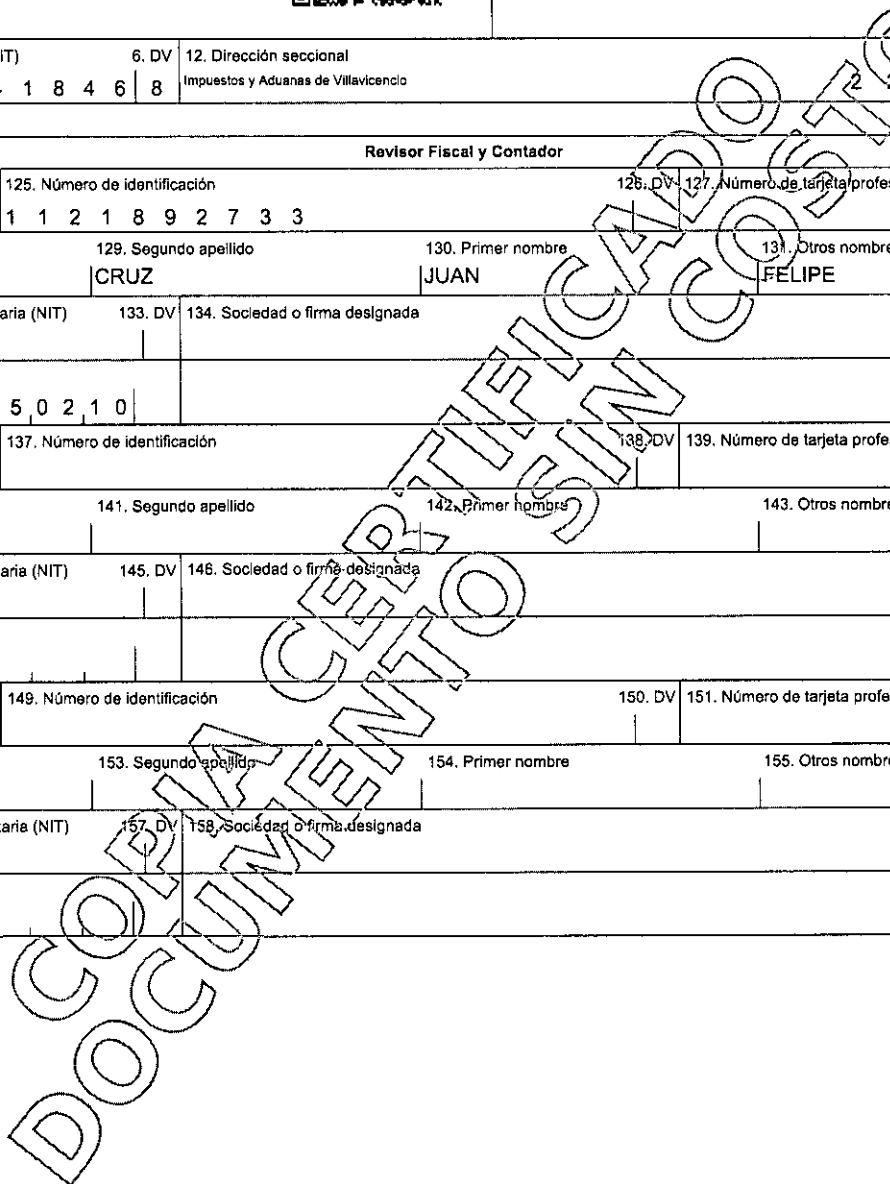 IT) 6. DV 12. Dirección seccional
1 8 4 6 8 Impuestos y Aduanas de Villavicencio 2
Revisor Fiscal y Contador
125. Número de identificación 126. DV 127. Número de tarjeta profe
1 1 2 1 8 9 2 7 3 3
129. Segundo apellido 130. Primer nombre 131. Otros nombre
CRUZ JUAN FELIPE
aria (NIT) 133. DV 134. Sociedad o firma designada
5 0 2 1 0
137. Número de identificación 138. DV 139. Número de tarjeta profe
141. Segundo apellido 142. Primer nombre 143. Otros nombre
aria (NIT) 145. DV 146. Sociedad o firma designada
149. Número de identificación 150. DV 151. Número de tarjeta profe
153. Segundo apellido 154. Primer nombre 155. Otros nombre
aria (NIT) 157. DV 158. Sociedad o firma designada
COPIA CERTIFICADO
DOCUMENTO SIN COSTO